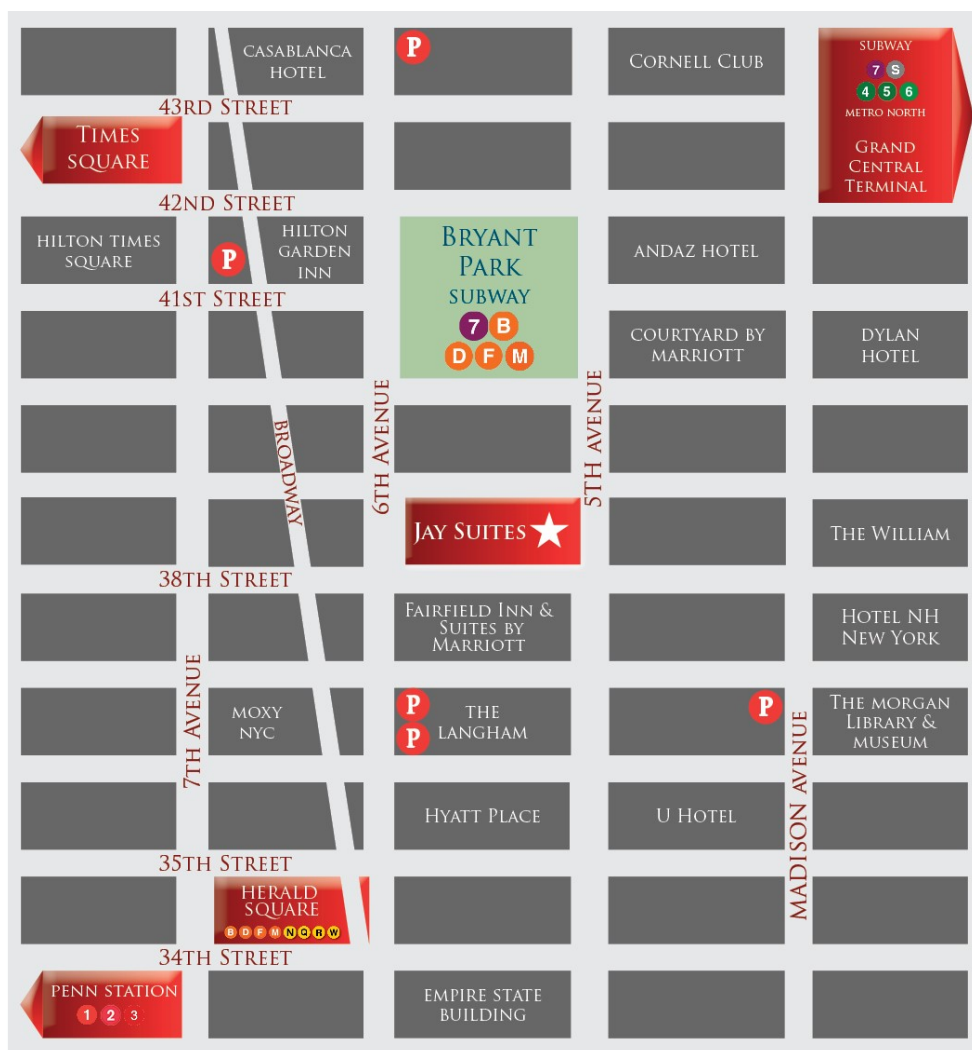 CASABLANCA
HOTEL
P
CORNELL CLUB
SUBWAY
7 S
4 5 6
METRO NORTH
GRAND
CENTRAL
TERMINAL
43RD STREET
TIMES
SQUARE
42ND STREET
HILTON TIMES
SQUARE
P
HILTON
GARDEN
INN
BRYANT
PARK
SUBWAY
7 B
D F M
ANDAZ HOTEL
41ST STREET
COURTYARD BY
MARRIOTT
DYLAN
HOTEL
BROADWAY
6TH AVENUE
5TH AVENUE
JAY SUITES
THE WILLIAM
38TH STREET
FAIRFIELD INN &
SUITES BY
MARRIOTT
HOTEL NH
NEW YORK
7TH AVENUE
MOXY
NYC
P
P
THE
LANGHAM
P
THE MORGAN
LIBRARY &
MUSEUM
MADISON AVENUE
HYATT PLACE
U HOTEL
35TH STREET
HERALD
SQUARE
B D F M N Q R W
34TH STREET
PENN STATION
1 2 3
EMPIRE STATE
BUILDING